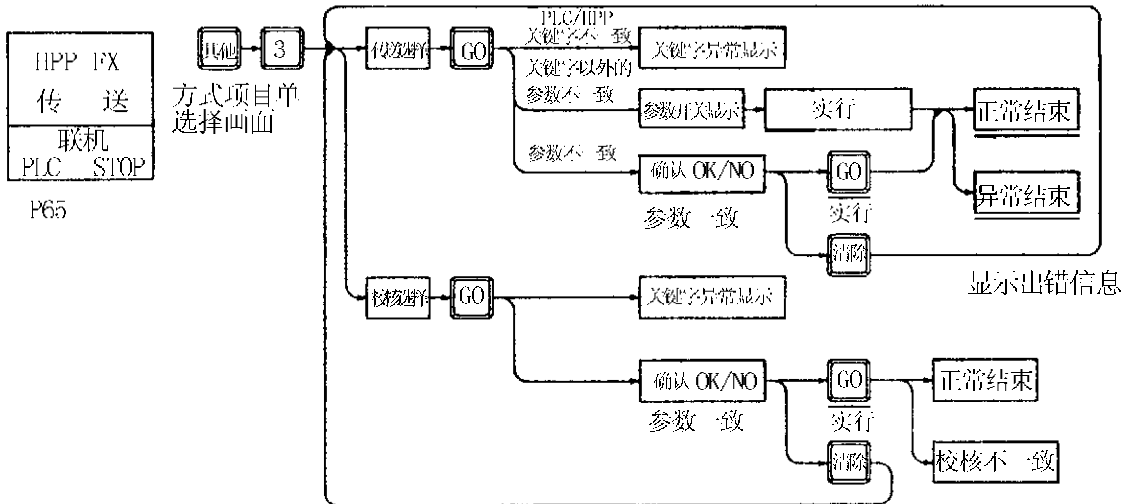 HPP FX
传 送
联机
PLC STOP
P65
其他
3
方式项目单
选择画面
传送选择
GO
PLC/HPP
关键字不一致
关键字异常显示
关键字以外的
参数不一致
参数开关显示
实行
正常结束
异常结束
参数不一致
确认 OK/NO
参数一致
GO
实行
清除
显示出错信息
校核选择
GO
关键字异常显示
确认 OK/NO
参数一致
GO
实行
清除
正常结束
校核不一致